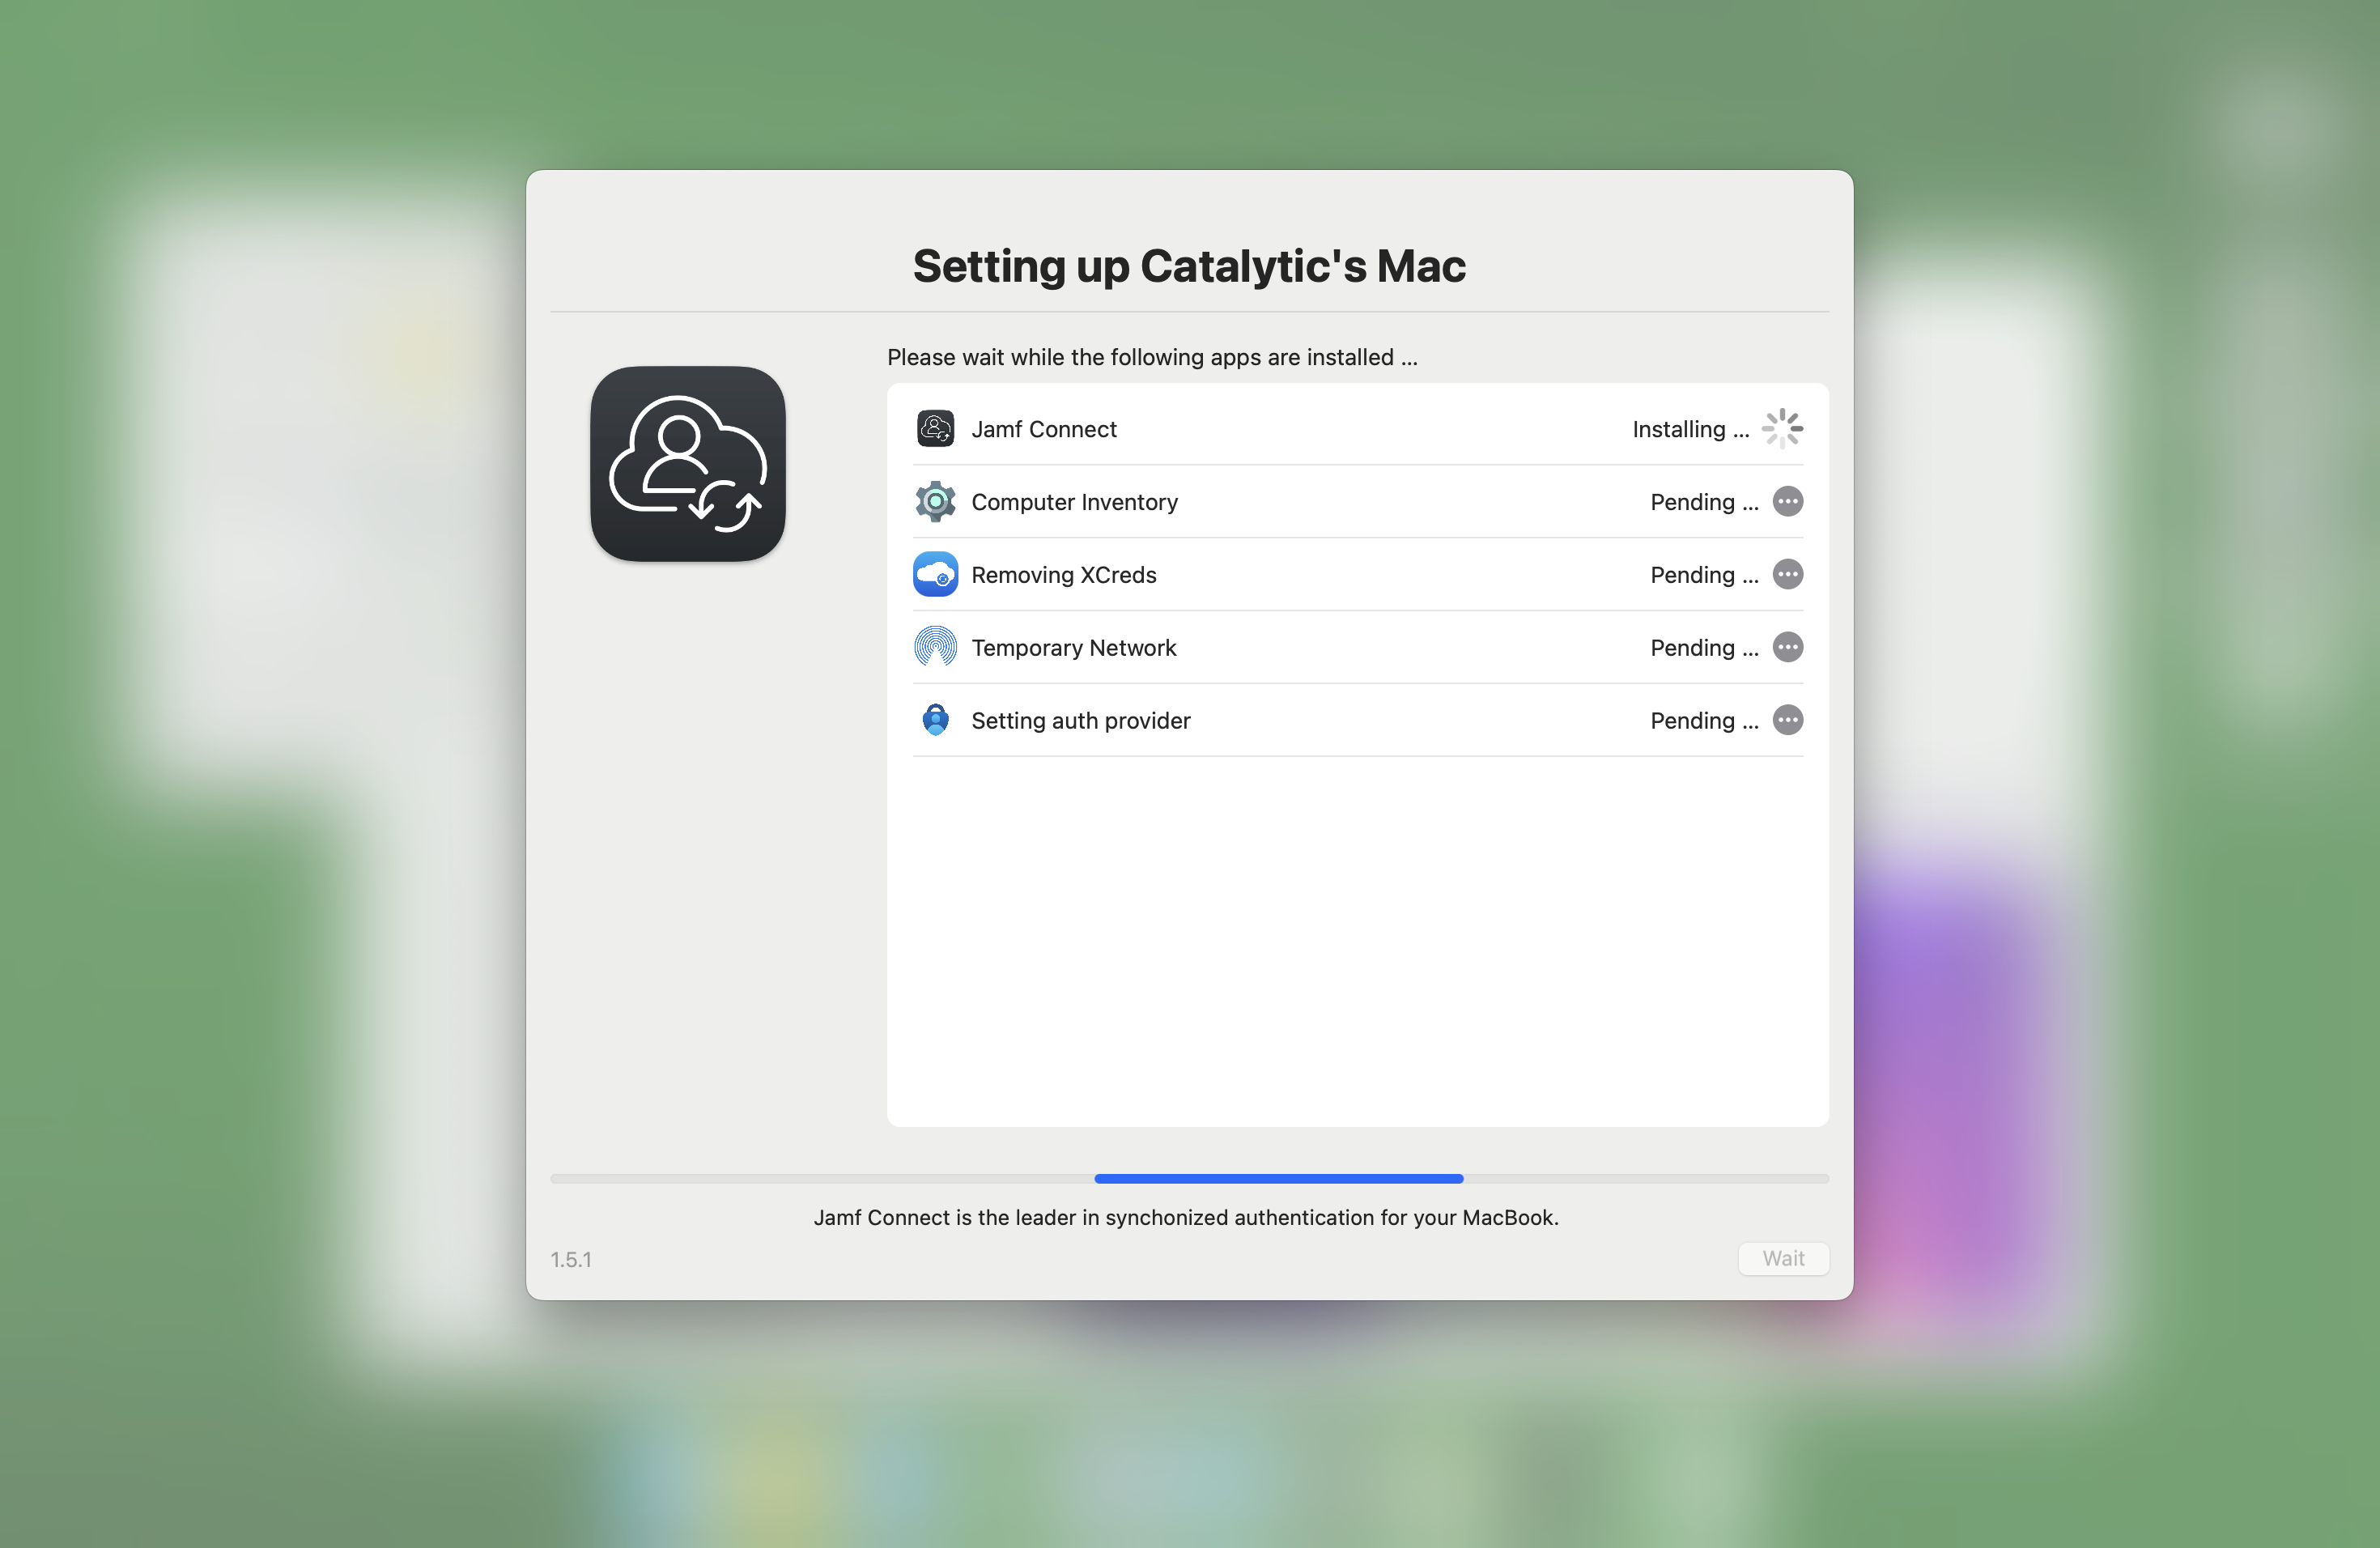 Setting up Catalytic's Mac
Please wait while the following apps are installed ...
Jamf Connect Installing ...
Computer Inventory Pending ...
Removing XCreds Pending ...
Temporary Network Pending ...
Setting auth provider Pending ...
Jamf Connect is the leader in synchonized authentication for your MacBook.
1.5.1 Wait